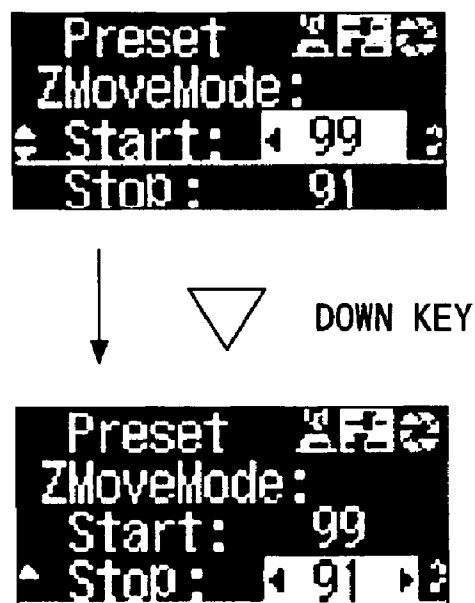 Preset
ZMoveMode:
Start: 99
Stop: 91
DOWN KEY
Preset
ZMoveMode:
Start: 99
Stop: 91